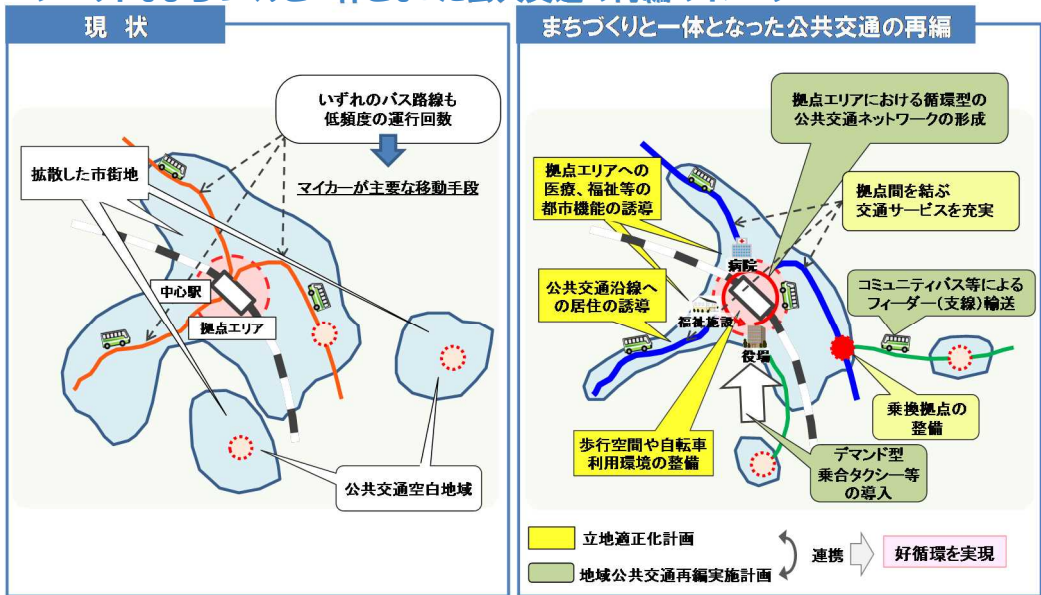 現 状
いずれのバス路線も
低頻度の運行回数
拡散した市街地
マイカーが主要な移動手段
中心駅
拠点エリア
公共交通空白地域
まちづくりと一体となった公共交通の再編
拠点エリアにおける循環型の
公共交通ネットワークの形成
拠点エリアへの
医療、福祉等の
都市機能の誘導
拠点間を結ぶ
交通サービスを充実
病院
公共交通沿線へ
の居住の誘導
福祉施設
コミュニティバス等による
フィーダー(支線)輸送
役場
乗換拠点の
整備
歩行空間や自転車
利用環境の整備
デマンド型
乗合タクシー等
の導入
立地適正化計画
地域公共交通再編実施計画
連携
好循環を実現